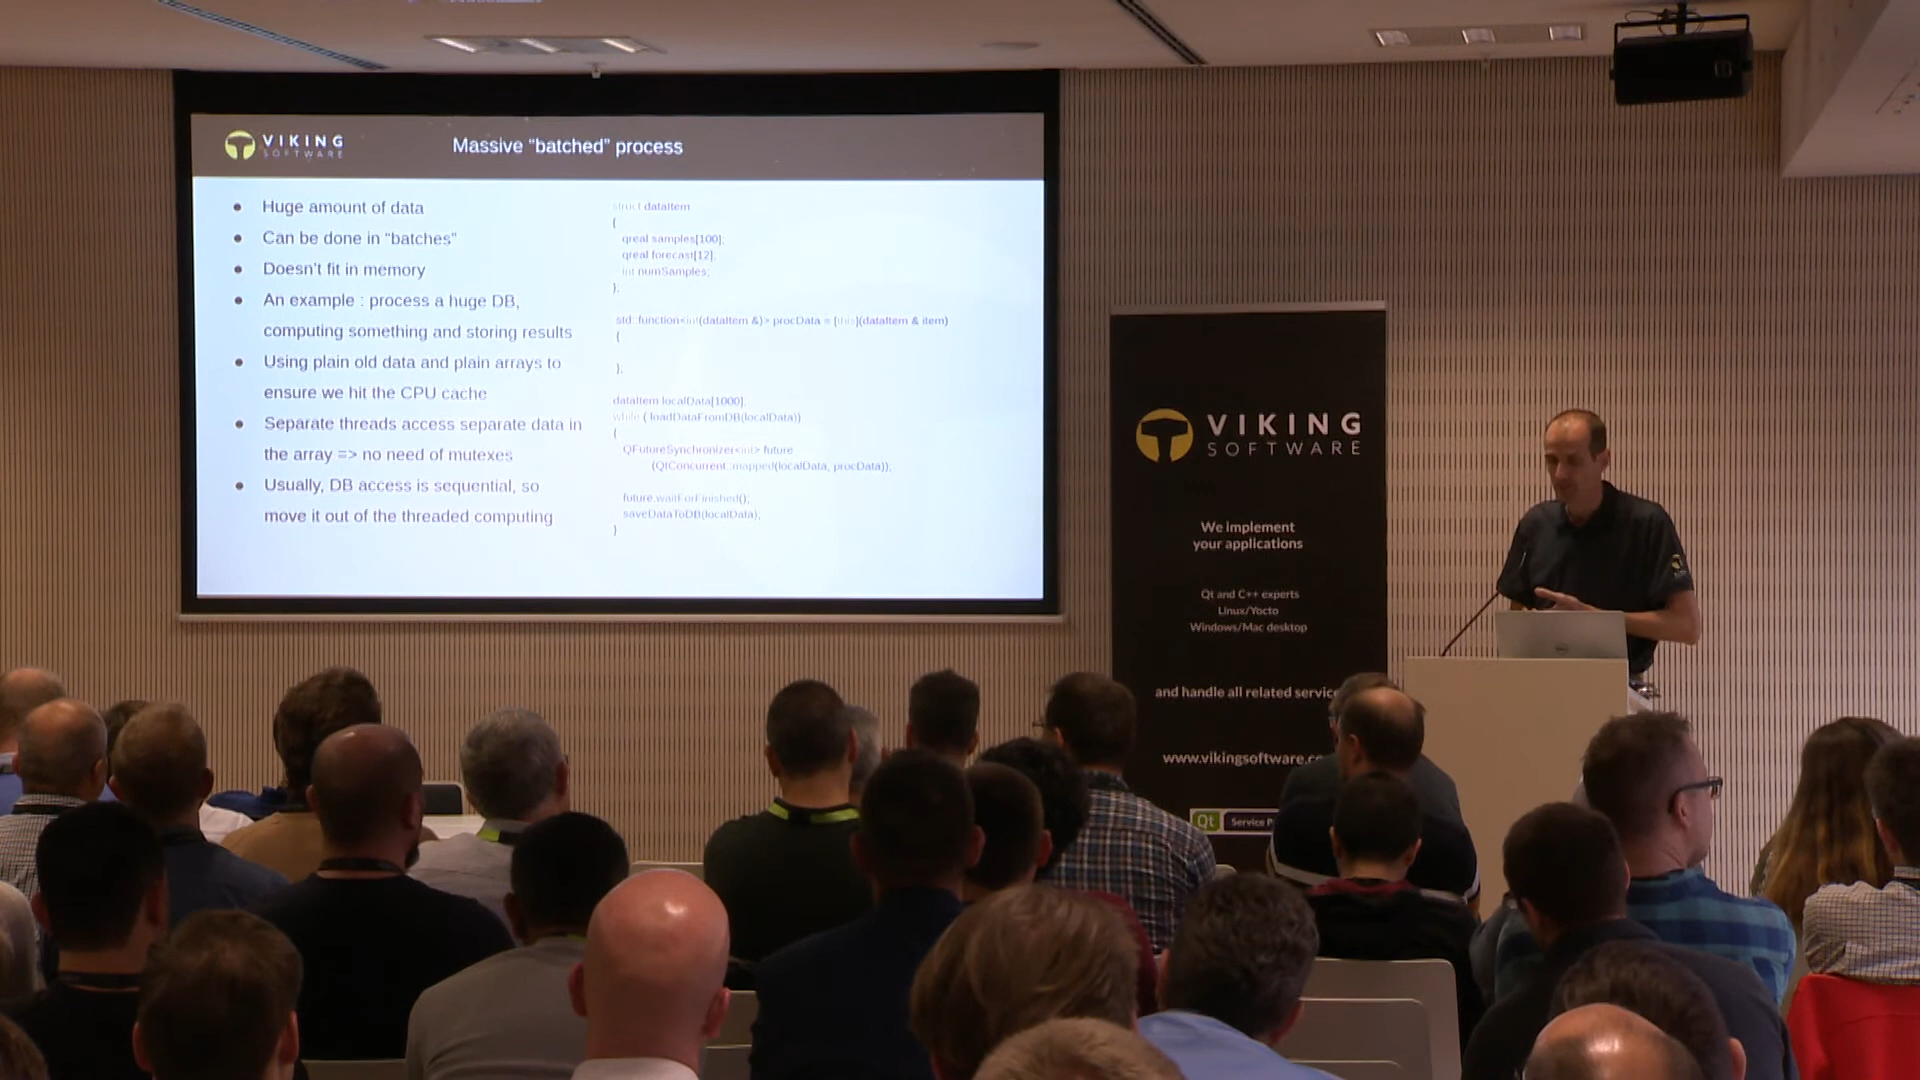 VIKING
SOFTWARE
Massive “batched” process
● Huge amount of data
● Can be done in “batches”
● Doesn’t fit in memory
● An example : process a huge DB,
computing something and storing results
● Using plain old data and plain arrays to
ensure we hit the CPU cache
● Separate threads access separate data in
the array => no need of mutexes
● Usually, DB access is sequential, so
move it out of the threaded computing
struct dataItem
{
qreal samples[100];
qreal forecast[12];
int numSamples;
};
std::function<int(dataItem &)> procData = [this](dataItem & item)
{
};
dataItem localData[1000];
while ( loadDataFromDB(localData))
{
QFutureSynchronizer<int> future
(QtConcurrent::mapped(localData, procData));
future.waitForFinished();
saveDataToDB(localData);
}
VIKING
SOFTWARE
We implement
your applications
Qt and C++ experts
Linux/Yocto
Windows/Mac desktop
and handle all related service
www.vikingsoftware.co
Qt Service P
DELL